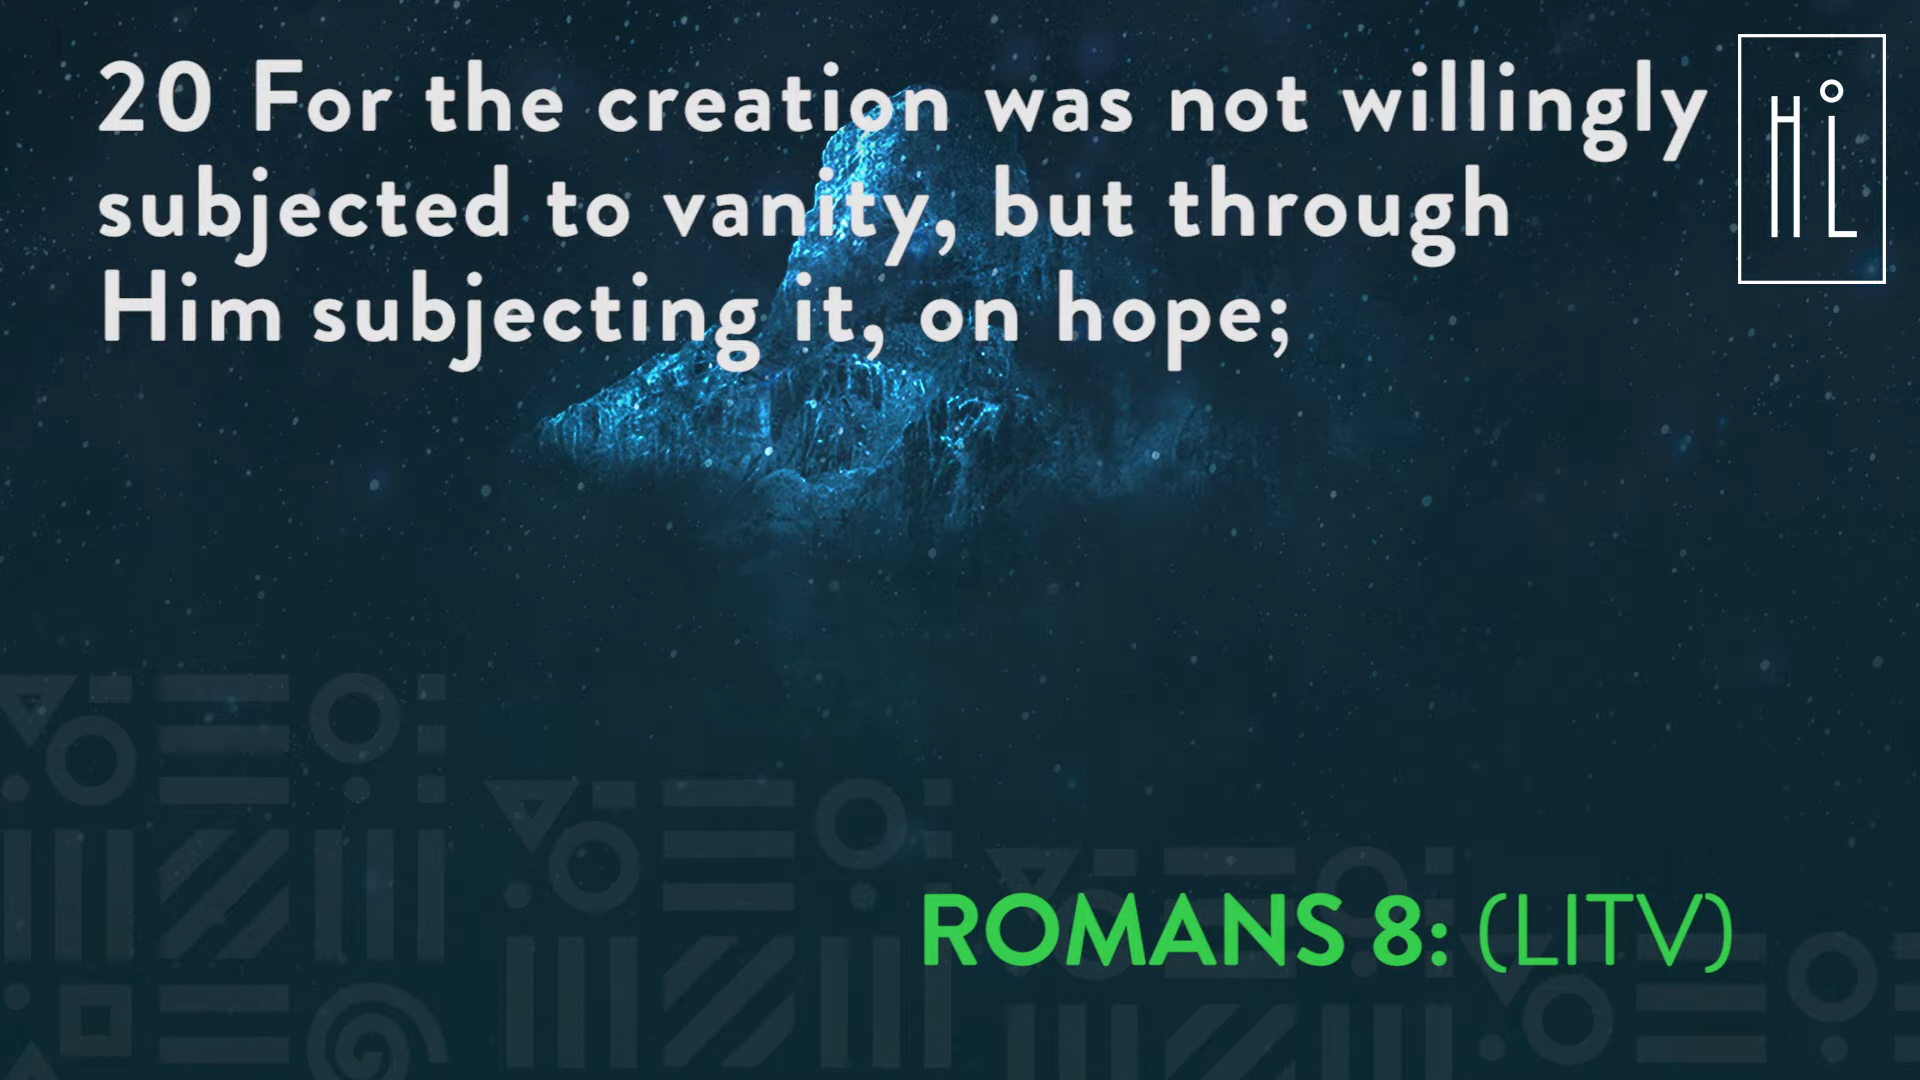 20 For the creation was not willingly
subjected to vanity, but through
Him subjecting it, on hope;
HiL
ROMANS 8: (LITV)